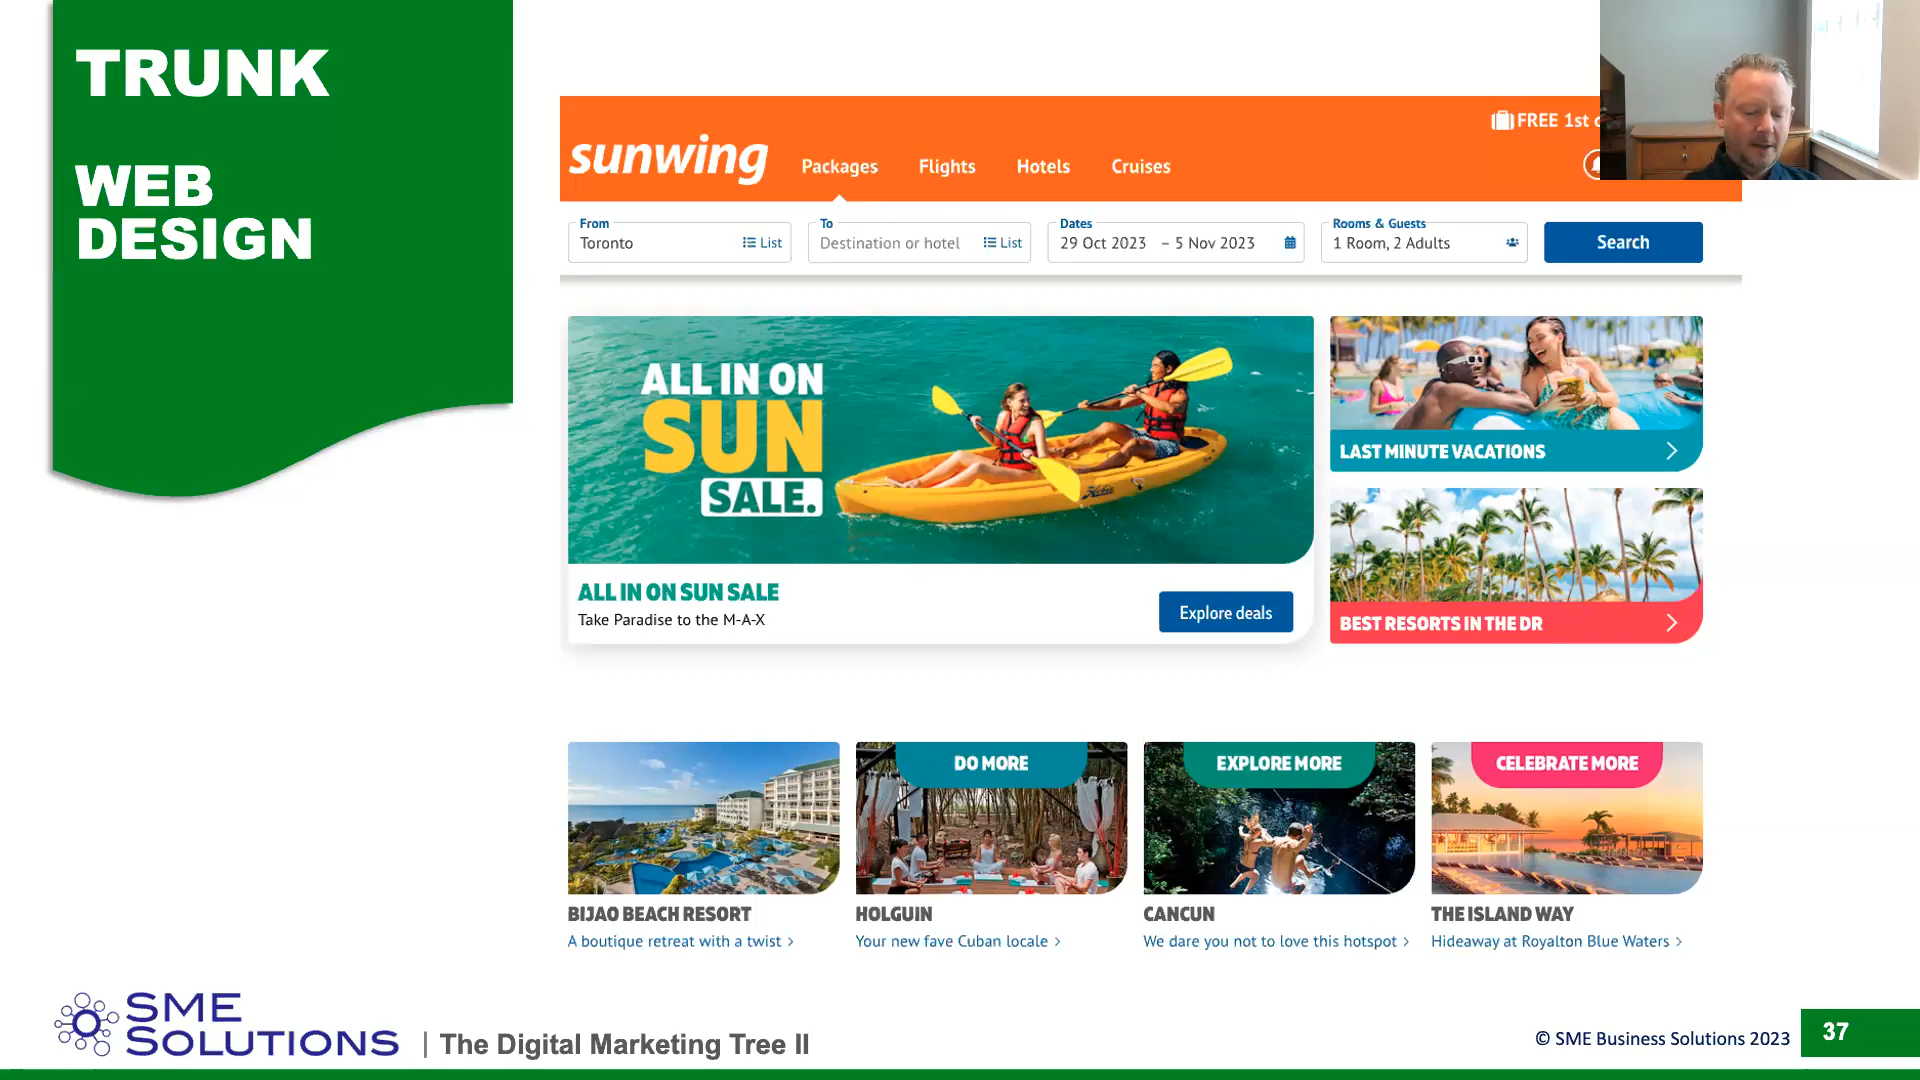 TRUNK
WEB
DESIGN
FREE 1st
sunwing
Packages
Flights
Hotels
Cruises
From
Toronto
List
To
Destination or hotel
List
Dates
29 Oct 2023 – 5 Nov 2023
Rooms & Guests
1 Room, 2 Adults
Search
ALL IN ON
SUN
SALE.
ALL IN ON SUN SALE
Take Paradise to the M-A-X
Explore deals
LAST MINUTE VACATIONS
BEST RESORTS IN THE DR
BIJAO BEACH RESORT
A boutique retreat with a twist >
DO MORE
HOLGUIN
Your new fave Cuban locale >
EXPLORE MORE
CANCUN
We dare you not to love this hotspot >
CELEBRATE MORE
THE ISLAND WAY
Hideaway at Royalton Blue Waters >
SME
SOLUTIONS
| The Digital Marketing Tree II
© SME Business Solutions 2023
37